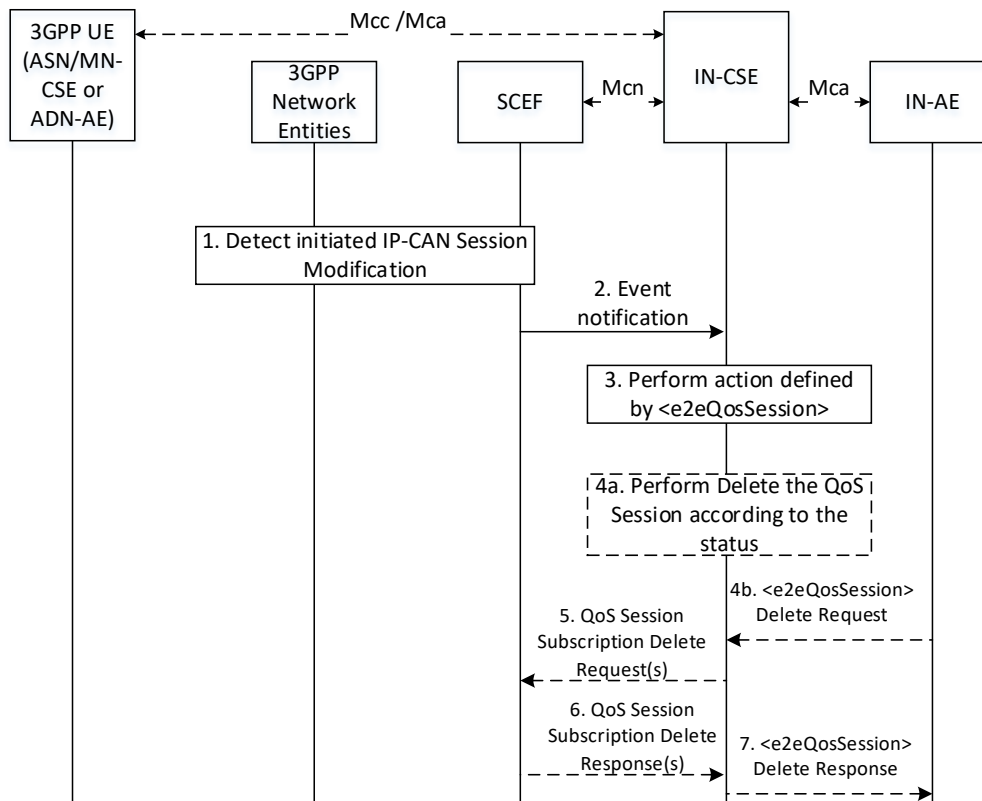 Mcc /Mca
3GPP UE
(ASN/MN-
CSE or
ADN-AE)
3GPP
Network
Entities
SCEF
Mcn
IN-CSE
Mca
IN-AE
1. Detect initiated IP-CAN Session
Modification
2. Event
notification
3. Perform action defined
by <e2eQosSession>
4a. Perform Delete the QoS
Session according to the
status
4b. <e2eQosSession>
Delete Request
5. QoS Session
Subscription Delete
Request(s)
6. QoS Session
Subscription Delete
Response(s)
7. <e2eQosSession>
Delete Response